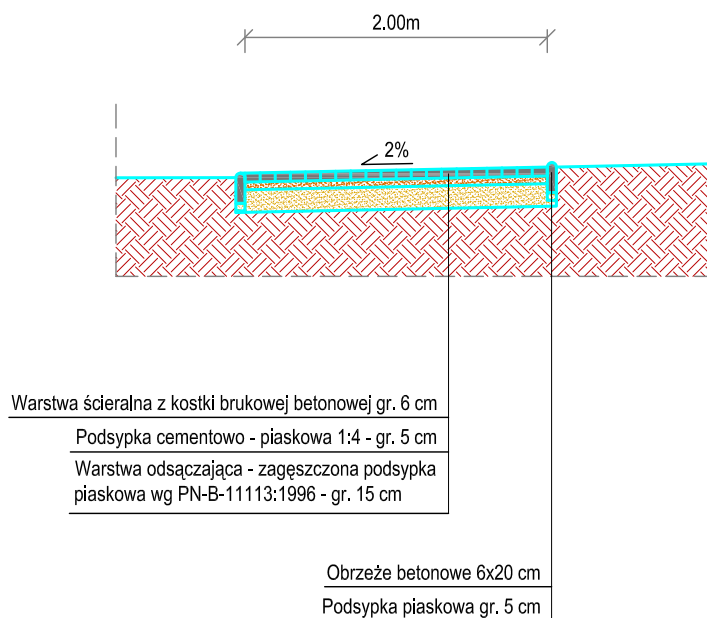 2.00m
2%
Warstwa ścieralna z kostki brukowej betonowej gr. 6 cm
Podsypka cementowo - piaskowa 1:4 - gr. 5 cm
Warstwa odsączająca - zagęszczona podsypka
piaskowa wg PN-B-11113:1996 - gr. 15 cm
Obrzeże betonowe 6x20 cm
Podsypka piaskowa gr. 5 cm